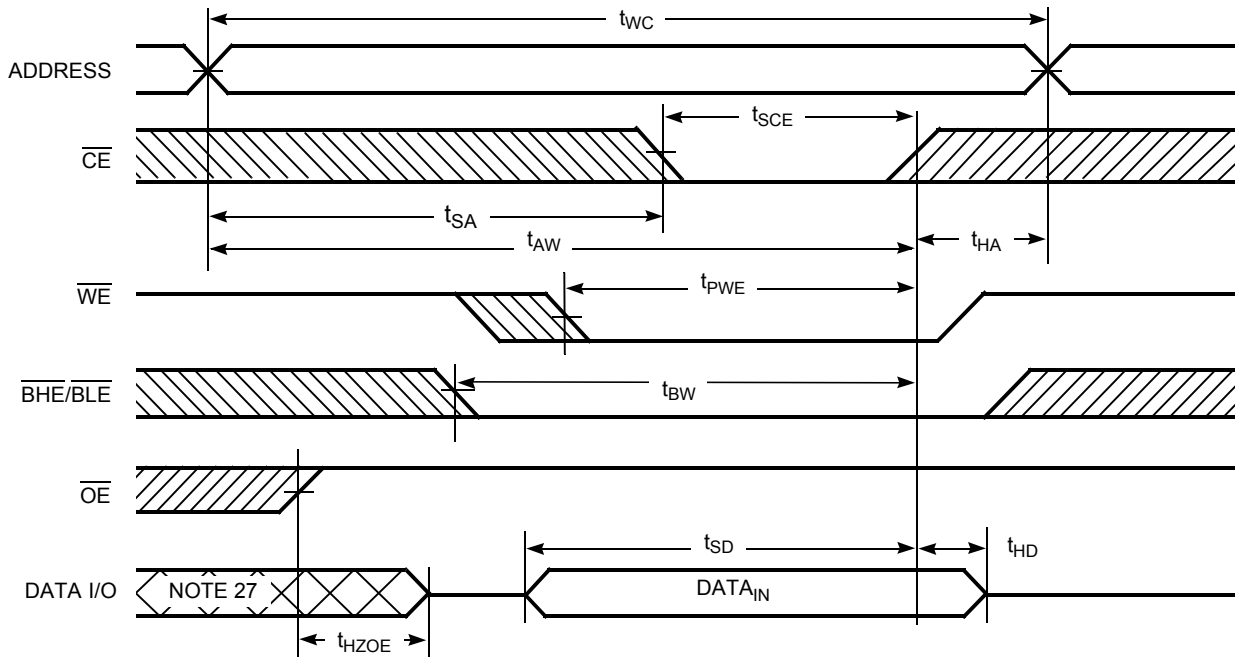 tWC
ADDRESS
tSCE
CE
tSA
tAW
tHA
WE
tPWE
BHE/BLE
tBW
OE
tSD
tHD
DATA I/O
NOTE 27
DATAIN
tHZOE